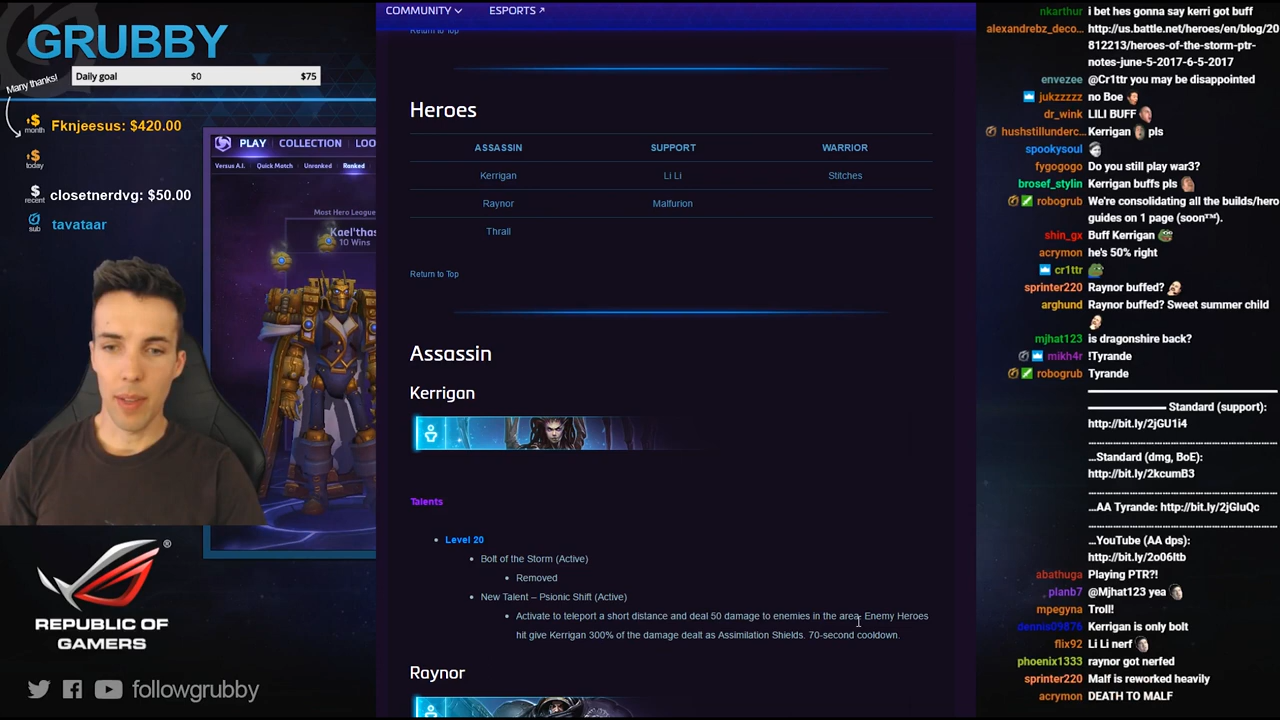 GRUBBY
Many thanks!
Daily goal $0 $75
$ month Fknjeesus: $420.00
$ today
$ recent closetnerdvg: $50.00
sub tavataar
PLAY COLLECTION LOO
Versus A.I. Quick Match Unranked Ranked
Most Hero League
Kael'thas
10 Wins
REPUBLIC OF
GAMERS
®
followgrubby
COMMUNITY ESPORTS
Return to Top
Heroes
ASSASSIN SUPPORT WARRIOR
Kerrigan Li Li Stitches
Raynor Malfurion
Thrall
Return to Top
Assassin
Kerrigan
Talents
Level 20
Bolt of the Storm (Active)
Removed
New Talent – Psionic Shift (Active)
Activate to teleport a short distance and deal 50 damage to enemies in the area. Enemy Heroes
hit give Kerrigan 300% of the damage dealt as Assimilation Shields. 70-second cooldown.
Raynor
nkarthur i bet hes gonna say kerri got buff
alexandrebz_deco... http://us.battle.net/heroes/en/blog/20
812213/heroes-of-the-storm-ptr-
notes-june-5-2017-6-5-2017
envezee @Cr1ttr you may be disappointed
jukzzzzz no Boe
dr_wink LILI BUFF
hushstillunderc... Kerrigan pls
spookysoul
fygogogo Do you still play war3?
brosef_stylin Kerrigan buffs pls
robogrub We're consolidating all the builds/hero
guides on 1 page (soon™).
shin_gx Buff Kerrigan
acrymon he's 50% right
cr1ttr
sprinter220 Raynor buffed?
arghund Raynor buffed? Sweet summer child
mjhat123 is dragonshire back?
mikh4r !Tyrande
robogrub Tyrande
Standard (support):
http://bit.ly/2jGU1i4
...Standard (dmg, BoE):
http://bit.ly/2kcumB3
...AA Tyrande: http://bit.ly/2jGluQc
...YouTube (AA dps):
http://bit.ly/2o06ltb
abathuga Playing PTR?!
planb7 @Mjhat123 yea
mpegyna Troll!
dennis09876 Kerrigan is only bolt
flix92 Li Li nerf
phoenix1333 raynor got nerfed
sprinter220 Malf is reworked heavily
acrymon DEATH TO MALF